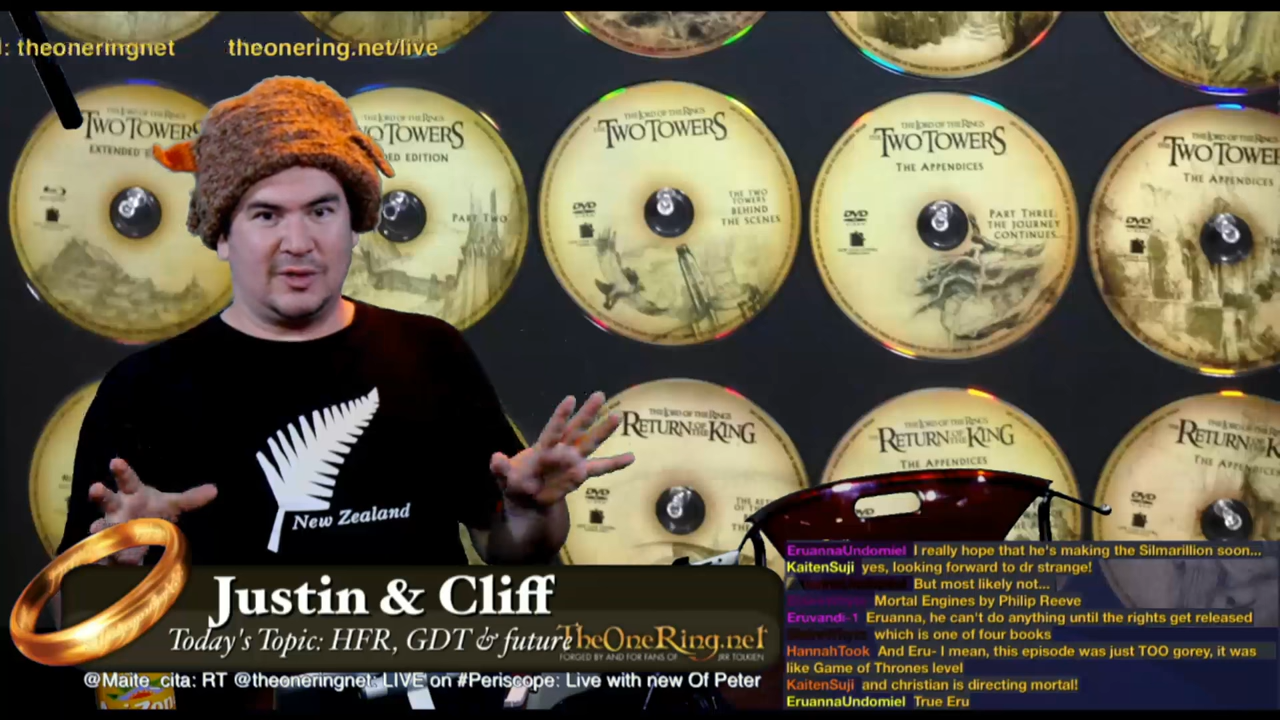 : theoneringnet theonering.net/live
THE LORD OF THE RINGS
TWO TOWERS
EXTENDED E
TWO TOWERS
ED EDITION
PART TWO
THE LORD OF THE RINGS
THE TWO TOWERS
DVD
THE TWO
TOWERS
BEHIND
THE SCENES
THE LORD OF THE RINGS
THE TWO TOWERS
THE APPENDICES
DVD
PART THREE:
THE JOURNEY
CONTINUES...
THE LORD OF THE RINGS
THE TWO TOWER
THE APPENDICES
DVD
THE LORD OF THE RINGS
RETURN OF THE KING
DVD
THE LORD OF THE RINGS
RETURN OF THE KING
THE APPENDICES
DVD
THE LORD OF THE RINGS
RETURN OF THE K
THE APPENDICES
DVD
New Zealand
Justin & Cliff
Today's Topic: HFR, GDT & future
TheOneRing.net
FORGED BY AND FOR FANS OF JRR TOLKIEN
@Maite_cita: RT @theoneringnet: LIVE on #Periscope: Live with new Of Peter
EruannaUndomiel I really hope that he's making the Silmarillion soon...
KaitenSuji yes, looking forward to dr strange!
But most likely not...
Mortal Engines by Philip Reeve
Eruvandi-1 Eruanna, he can't do anything until the rights get released
which is one of four books
HannahTook And Eru- I mean, this episode was just TOO gorey, it was
like Game of Thrones level
KaitenSuji and christian is directing mortal!
EruannaUndomiel True Eru